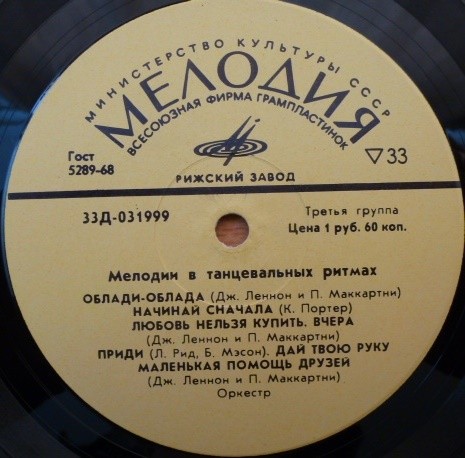 МИНИСТЕРСТВО КУЛЬТУРЫ СССР
МЕЛОДИЯ
ВСЕСОЮЗНАЯ ФИРМА ГРАМПЛАСТИНОК
Гост
5289-68
▽33
РИЖСКИЙ ЗАВОД
33Д-031999
Третья группа
Цена 1 руб. 60 коп.
Мелодии в танцевальных ритмах
ОБЛАДИ-ОБЛАДА (Дж. Леннон и П. Маккартни)
НАЧИНАЙ СНАЧАЛА (К. Портер)
ЛЮБОВЬ НЕЛЬЗЯ КУПИТЬ. ВЧЕРА
(Дж. Леннон и П. Маккартни)
ПРИДИ (Л. Рид, Б. Мэсон). ДАЙ ТВОЮ РУКУ
МАЛЕНЬКАЯ ПОМОЩЬ ДРУЗЕЙ
(Дж. Леннон и П. Маккартни)
Оркестр